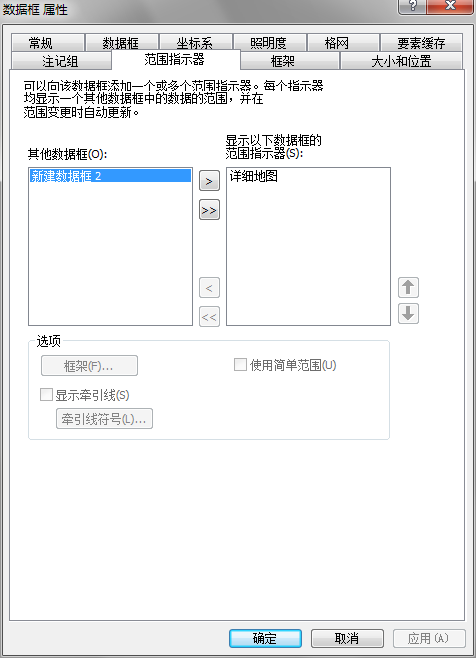 数据框 属性
常规 数据框 坐标系 照明度 格网 要素缓存
注记组 范围指示器 框架 大小和位置
可以向该数据框添加一个或多个范围指示器。每个指示器
均显示一个其他数据框中的数据的范围，并在
范围变更时自动更新。
其他数据框(O):
显示以下数据框的
范围指示器(S):
新建数据框 2
详细地图
>
>>
<
<<
选项
框架(F)...
使用简单范围(U)
显示牵引线(S)
牵引线符号(L)...
确定 取消 应用(A)